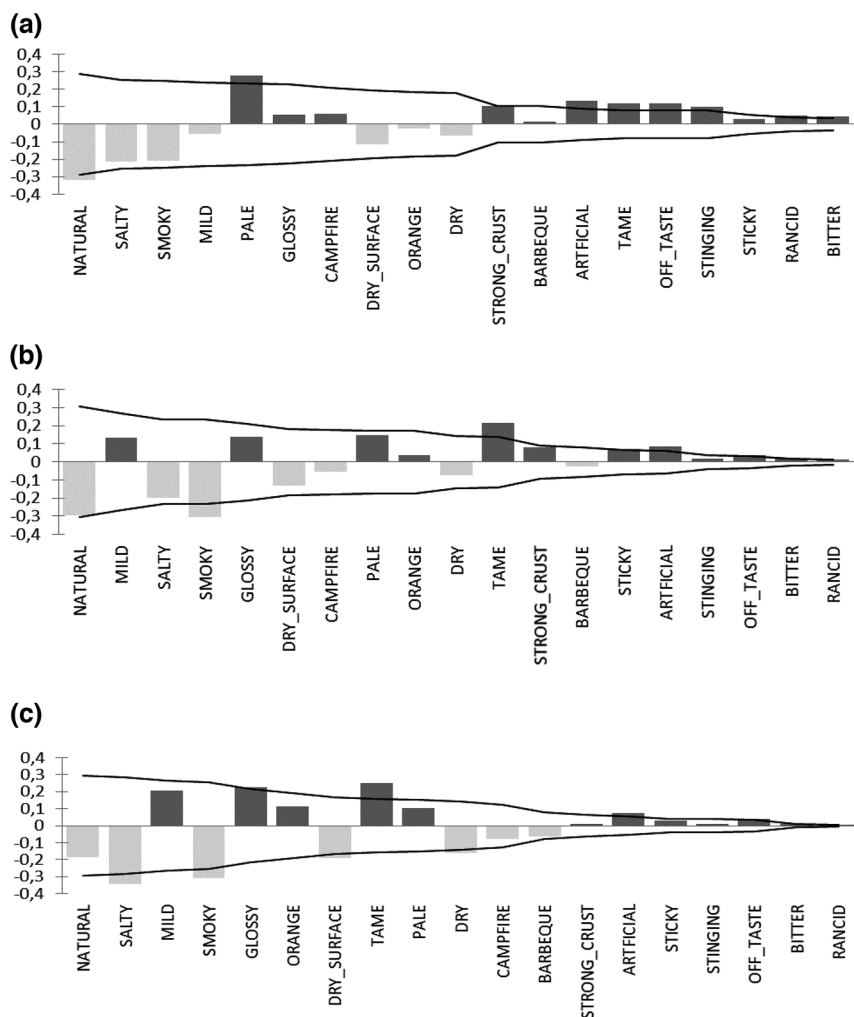 (a)
0,4
0,3
0,2
0,1
0
-0,1
-0,2
-0,3
-0,4
NATURAL
SALTY
SMOKY
MILD
PALE
GLOSSY
CAMPFIRE
DRY_SURFACE
ORANGE
DRY
STRONG_CRUST
BARBEQUE
ARTFICIAL
TAME
OFF_TASTE
STINGING
STICKY
RANCID
BITTER
(b)
0,4
0,3
0,2
0,1
0
-0,1
-0,2
-0,3
-0,4
NATURAL
MILD
SALTY
SMOKY
GLOSSY
DRY_SURFACE
CAMPFIRE
PALE
ORANGE
DRY
TAME
STRONG_CRUST
BARBEQUE
STICKY
ARTFICIAL
STINGING
OFF_TASTE
BITTER
RANCID
(c)
0,4
0,3
0,2
0,1
0
-0,1
-0,2
-0,3
-0,4
NATURAL
SALTY
MILD
SMOKY
GLOSSY
ORANGE
DRY_SURFACE
TAME
PALE
DRY
CAMPFIRE
BARBEQUE
STRONG_CRUST
ARTFICIAL
STICKY
STINGING
OFF_TASTE
BITTER
RANCID